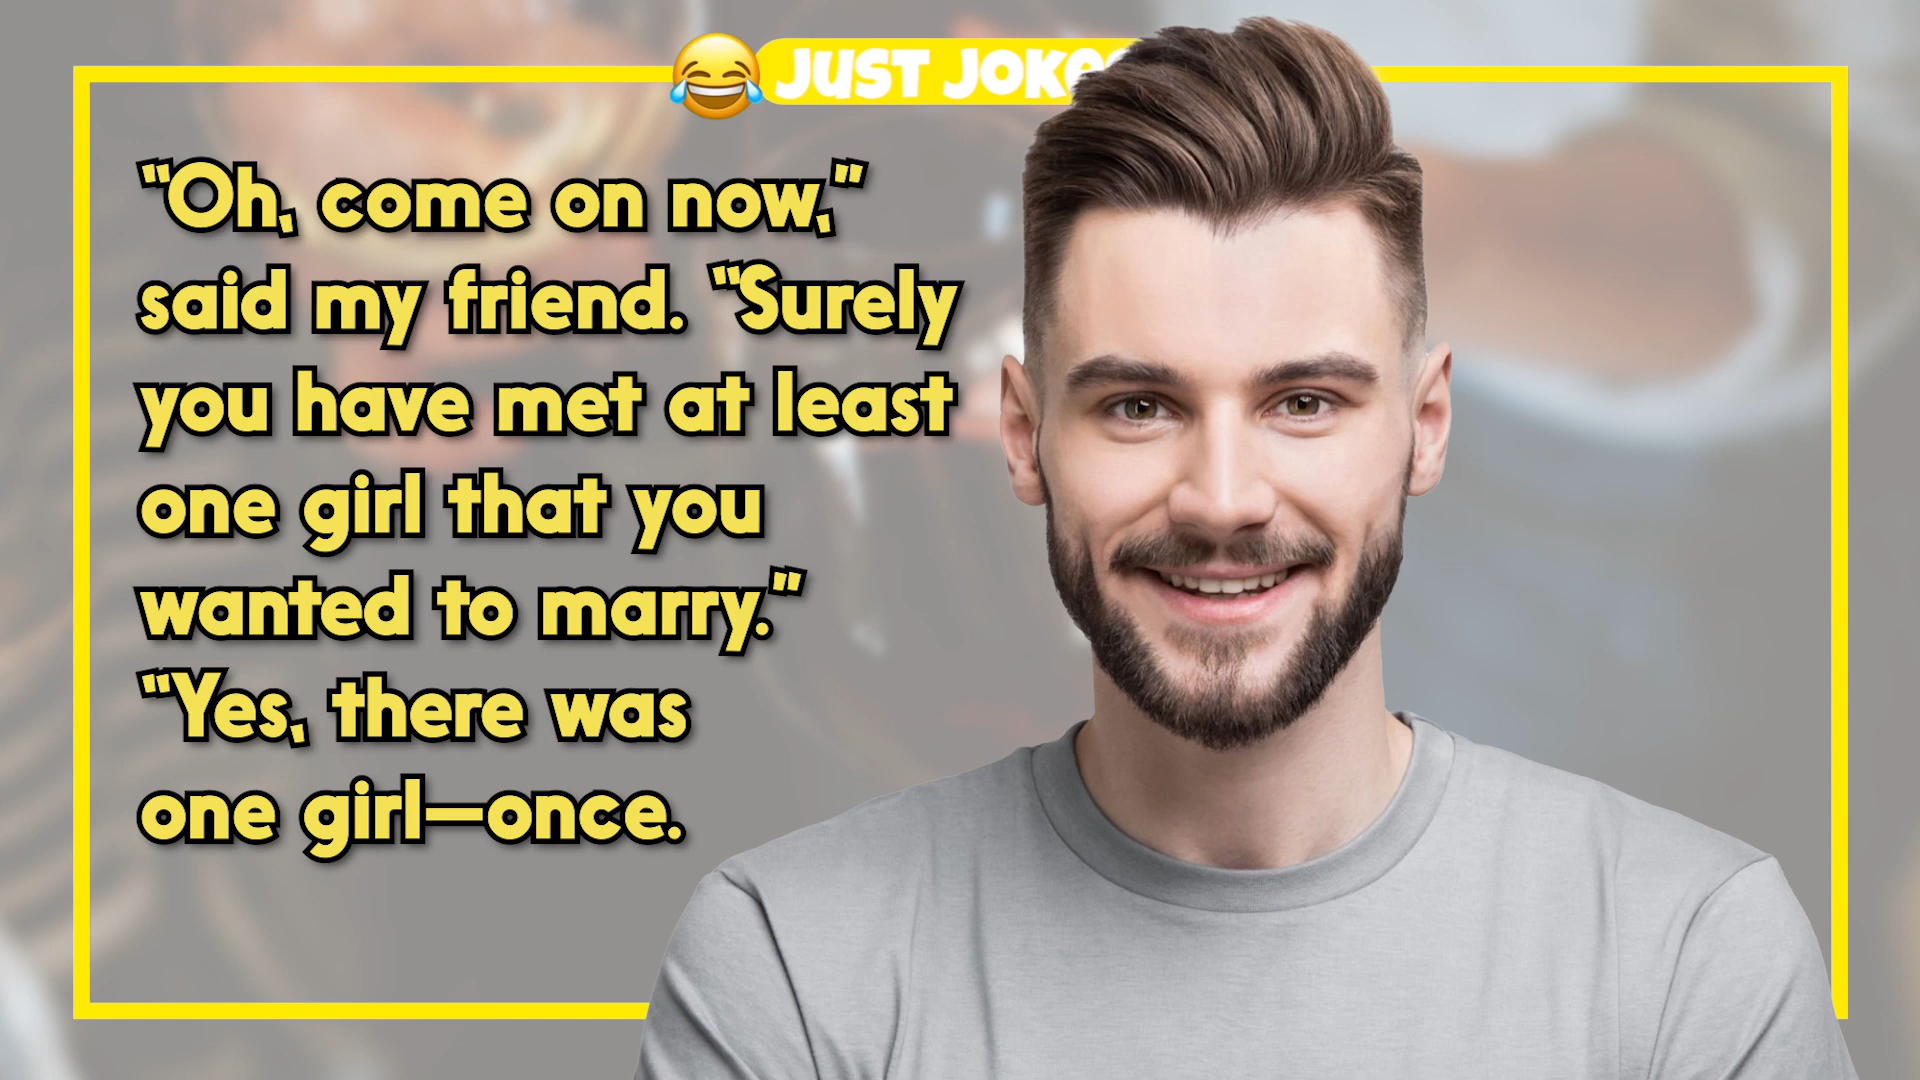 JUST JOKE
"Oh, come on now,"
said my friend. "Surely
you have met at least
one girl that you
wanted to marry."
"Yes, there was
one girl—once.